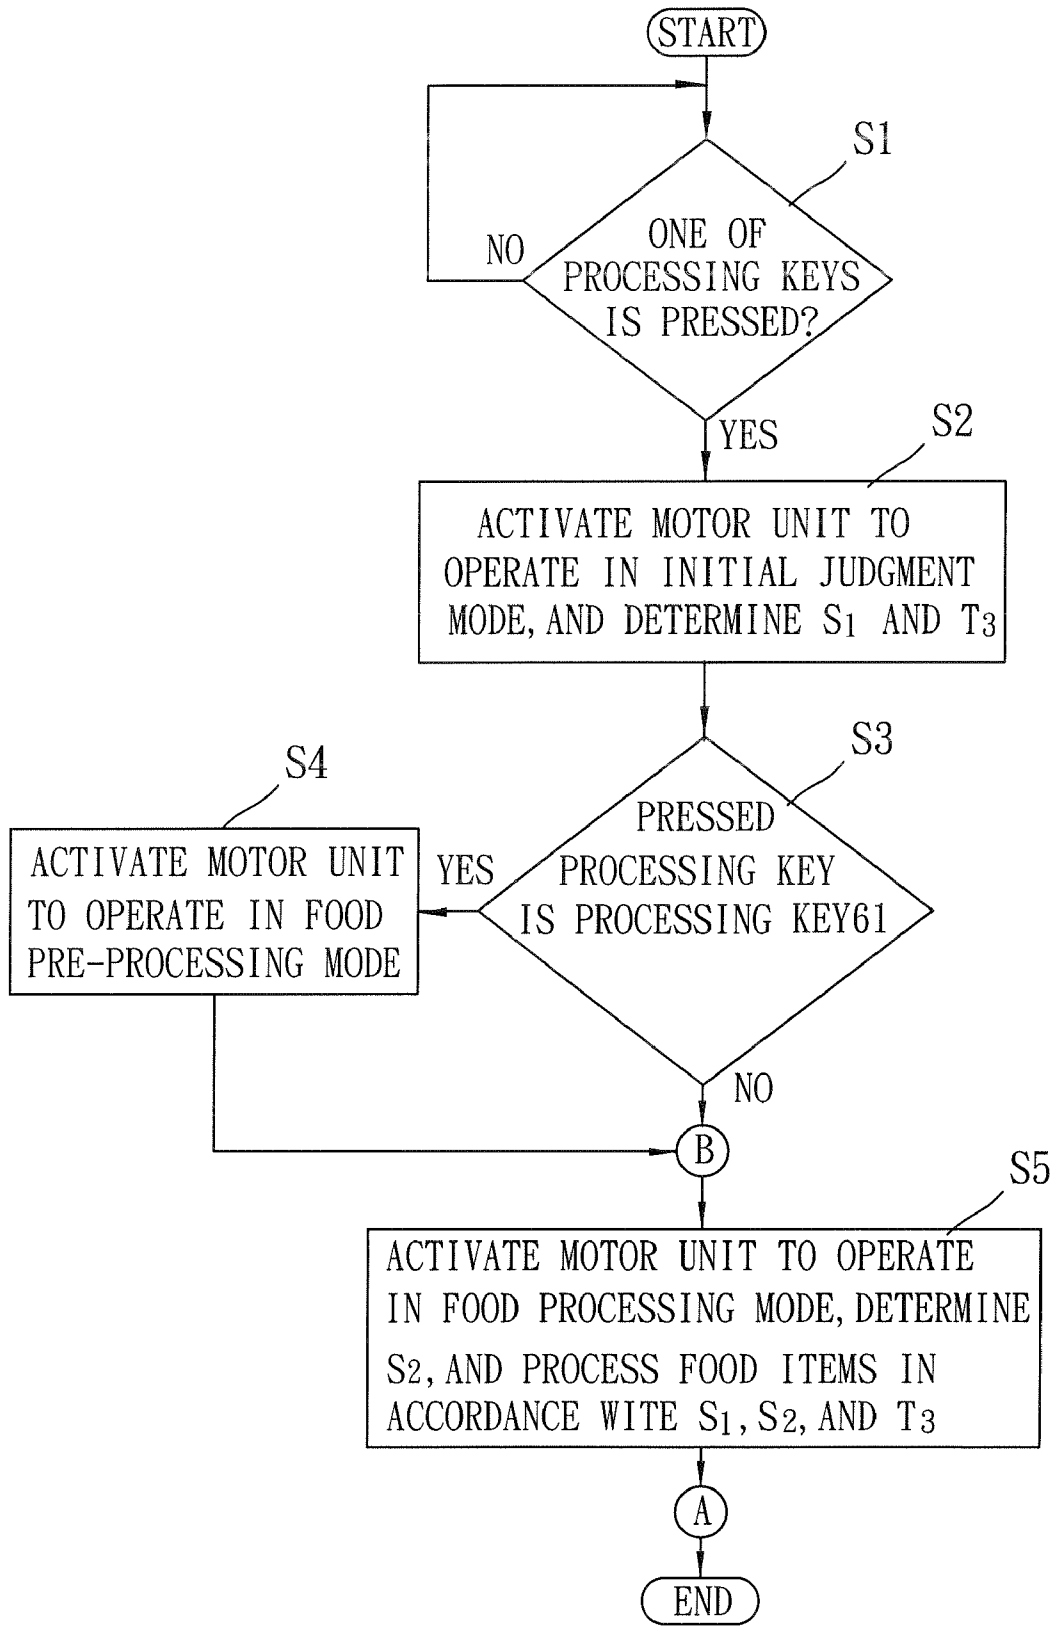 START
S1
ONE OF
PROCESSING KEYS
IS PRESSED?
NO
YES
S2
ACTIVATE MOTOR UNIT TO
OPERATE IN INITIAL JUDGMENT
MODE, AND DETERMINE S1 AND T3
S3
PRESSED
PROCESSING KEY
IS PROCESSING KEY61
YES
S4
ACTIVATE MOTOR UNIT
TO OPERATE IN FOOD
PRE-PROCESSING MODE
NO
B
S5
ACTIVATE MOTOR UNIT TO OPERATE
IN FOOD PROCESSING MODE, DETERMINE
S2, AND PROCESS FOOD ITEMS IN
ACCORDANCE WITE S1, S2, AND T3
A
END